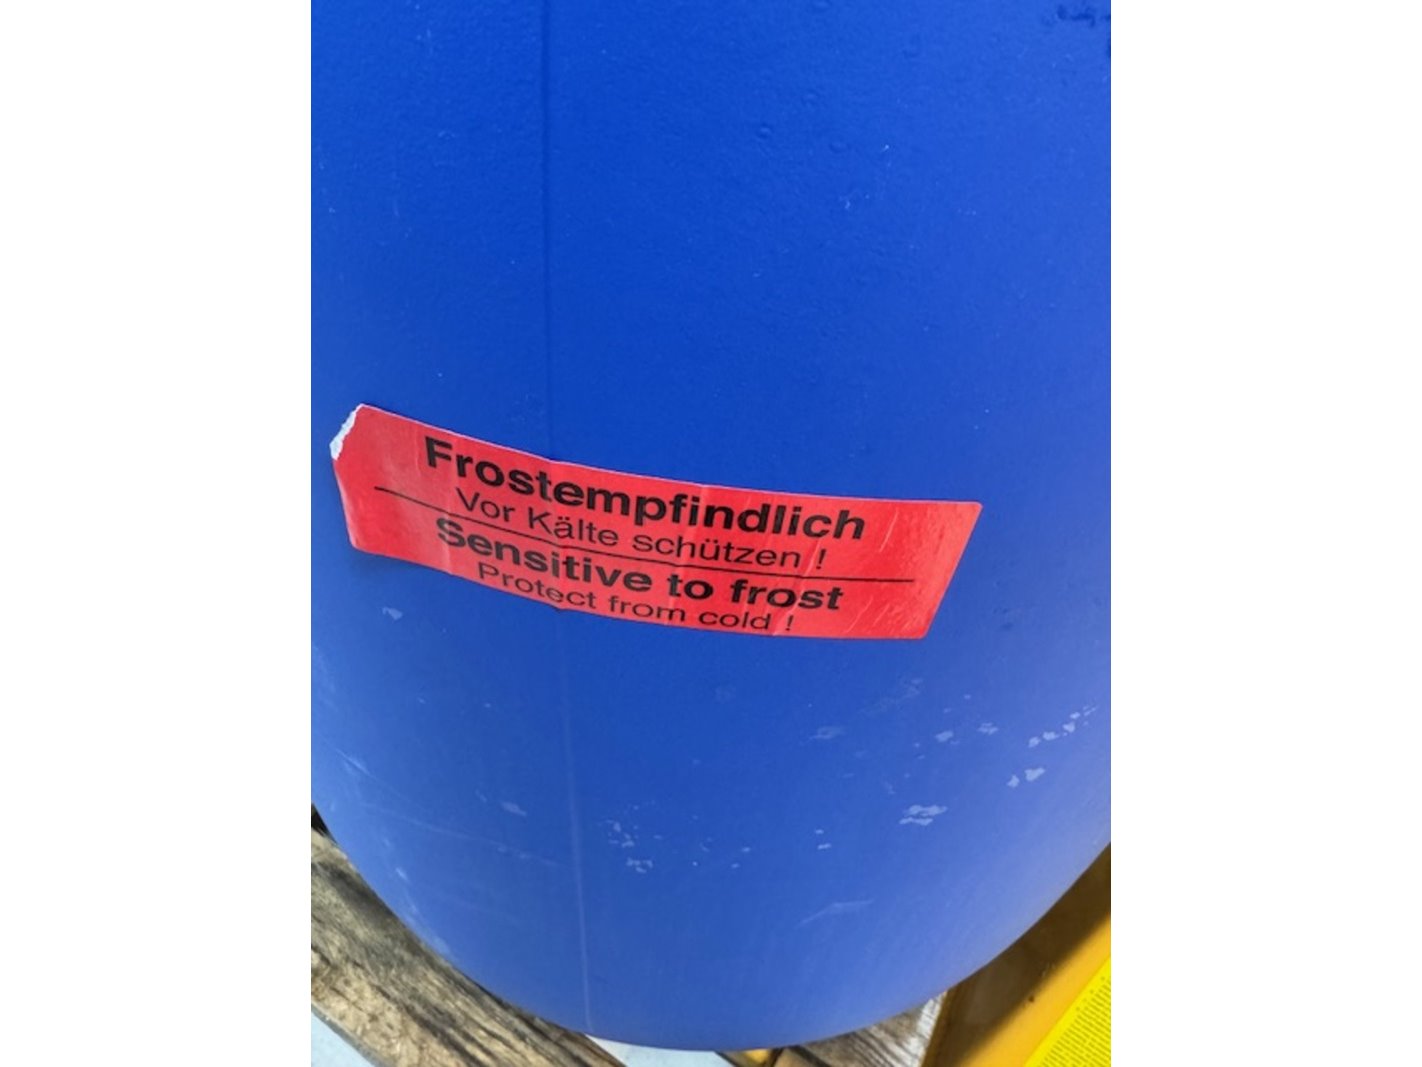 Frostempfindlich
Vor Kälte schützen !
Sensitive to frost
Protect from cold !